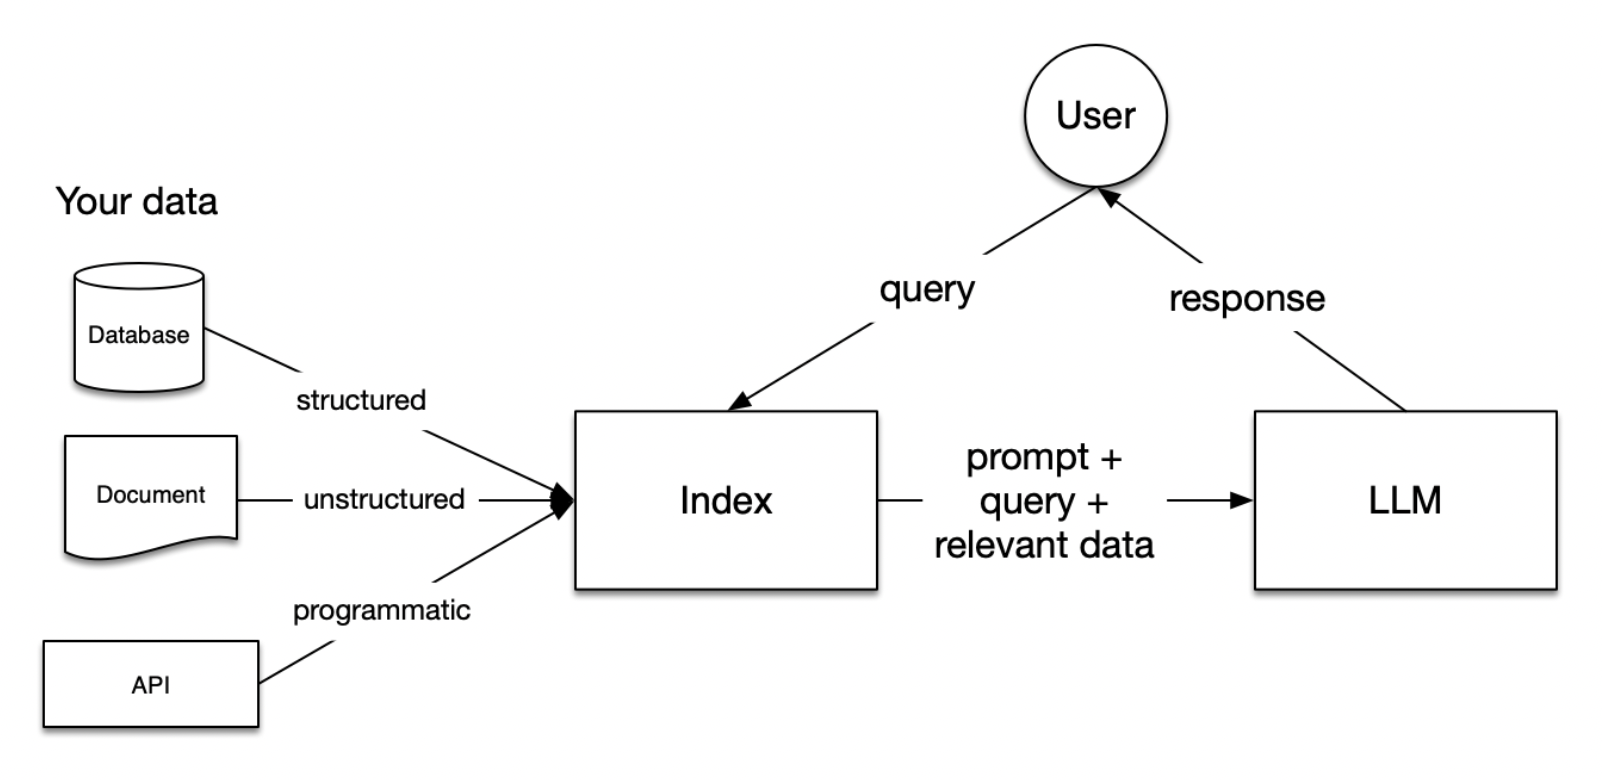 User
Your data
Database
query
response
structured
Document
unstructured
Index
prompt +
query +
relevant data
LLM
programmatic
API